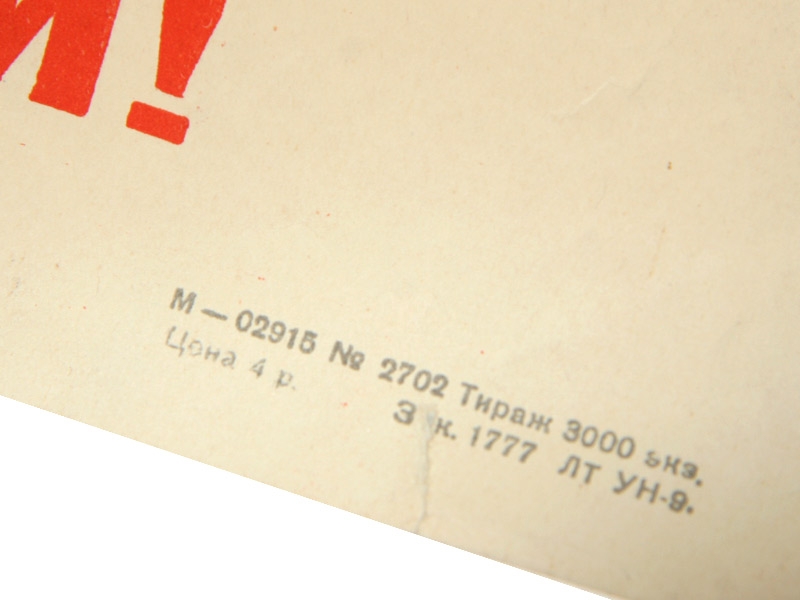 И!
М — 02915 № 2702 Тираж 3000 экз.
Цена 4 р. З к. 1777 ЛТ УН-9.